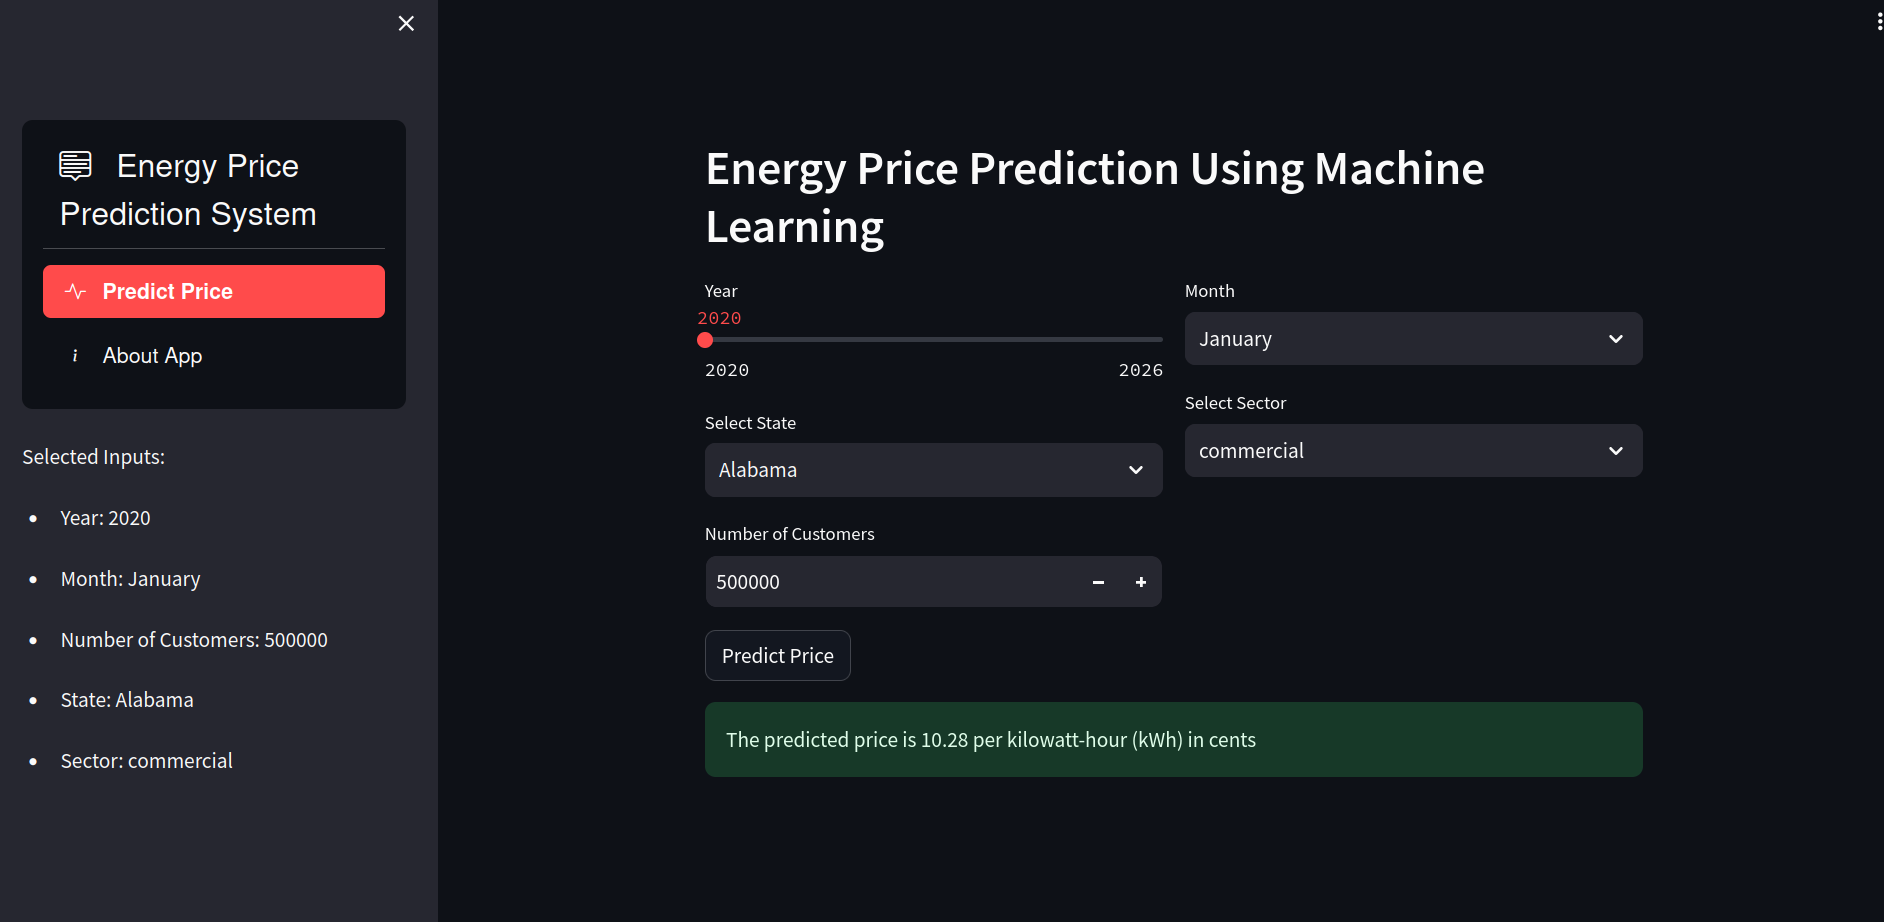 Energy Price
Prediction System
Predict Price
i About App
Selected Inputs:
• Year: 2020
• Month: January
• Number of Customers: 500000
• State: Alabama
• Sector: commercial
Energy Price Prediction Using Machine
Learning
Year
2020
2020 2026
Month
January
Select State
Alabama
Select Sector
commercial
Number of Customers
500000 − +
Predict Price
The predicted price is 10.28 per kilowatt-hour (kWh) in cents